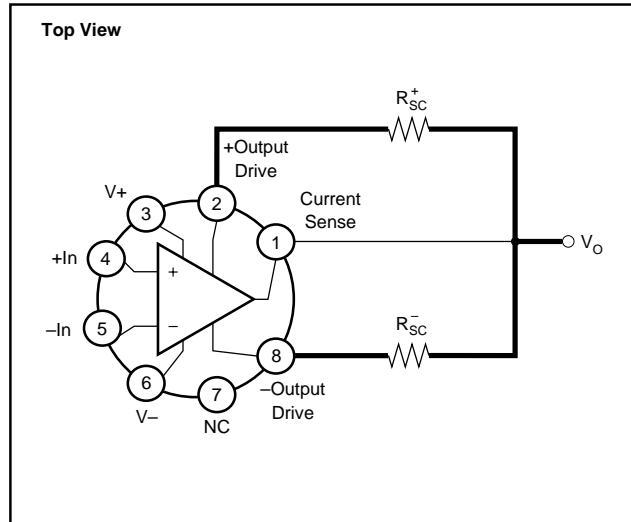 Top View
R+SC
+Output
Drive
V+
3
2
Current
Sense
1
+In
4
+
VO
–In
5
–
R–SC
8
6
7
–Output
Drive
V–
NC